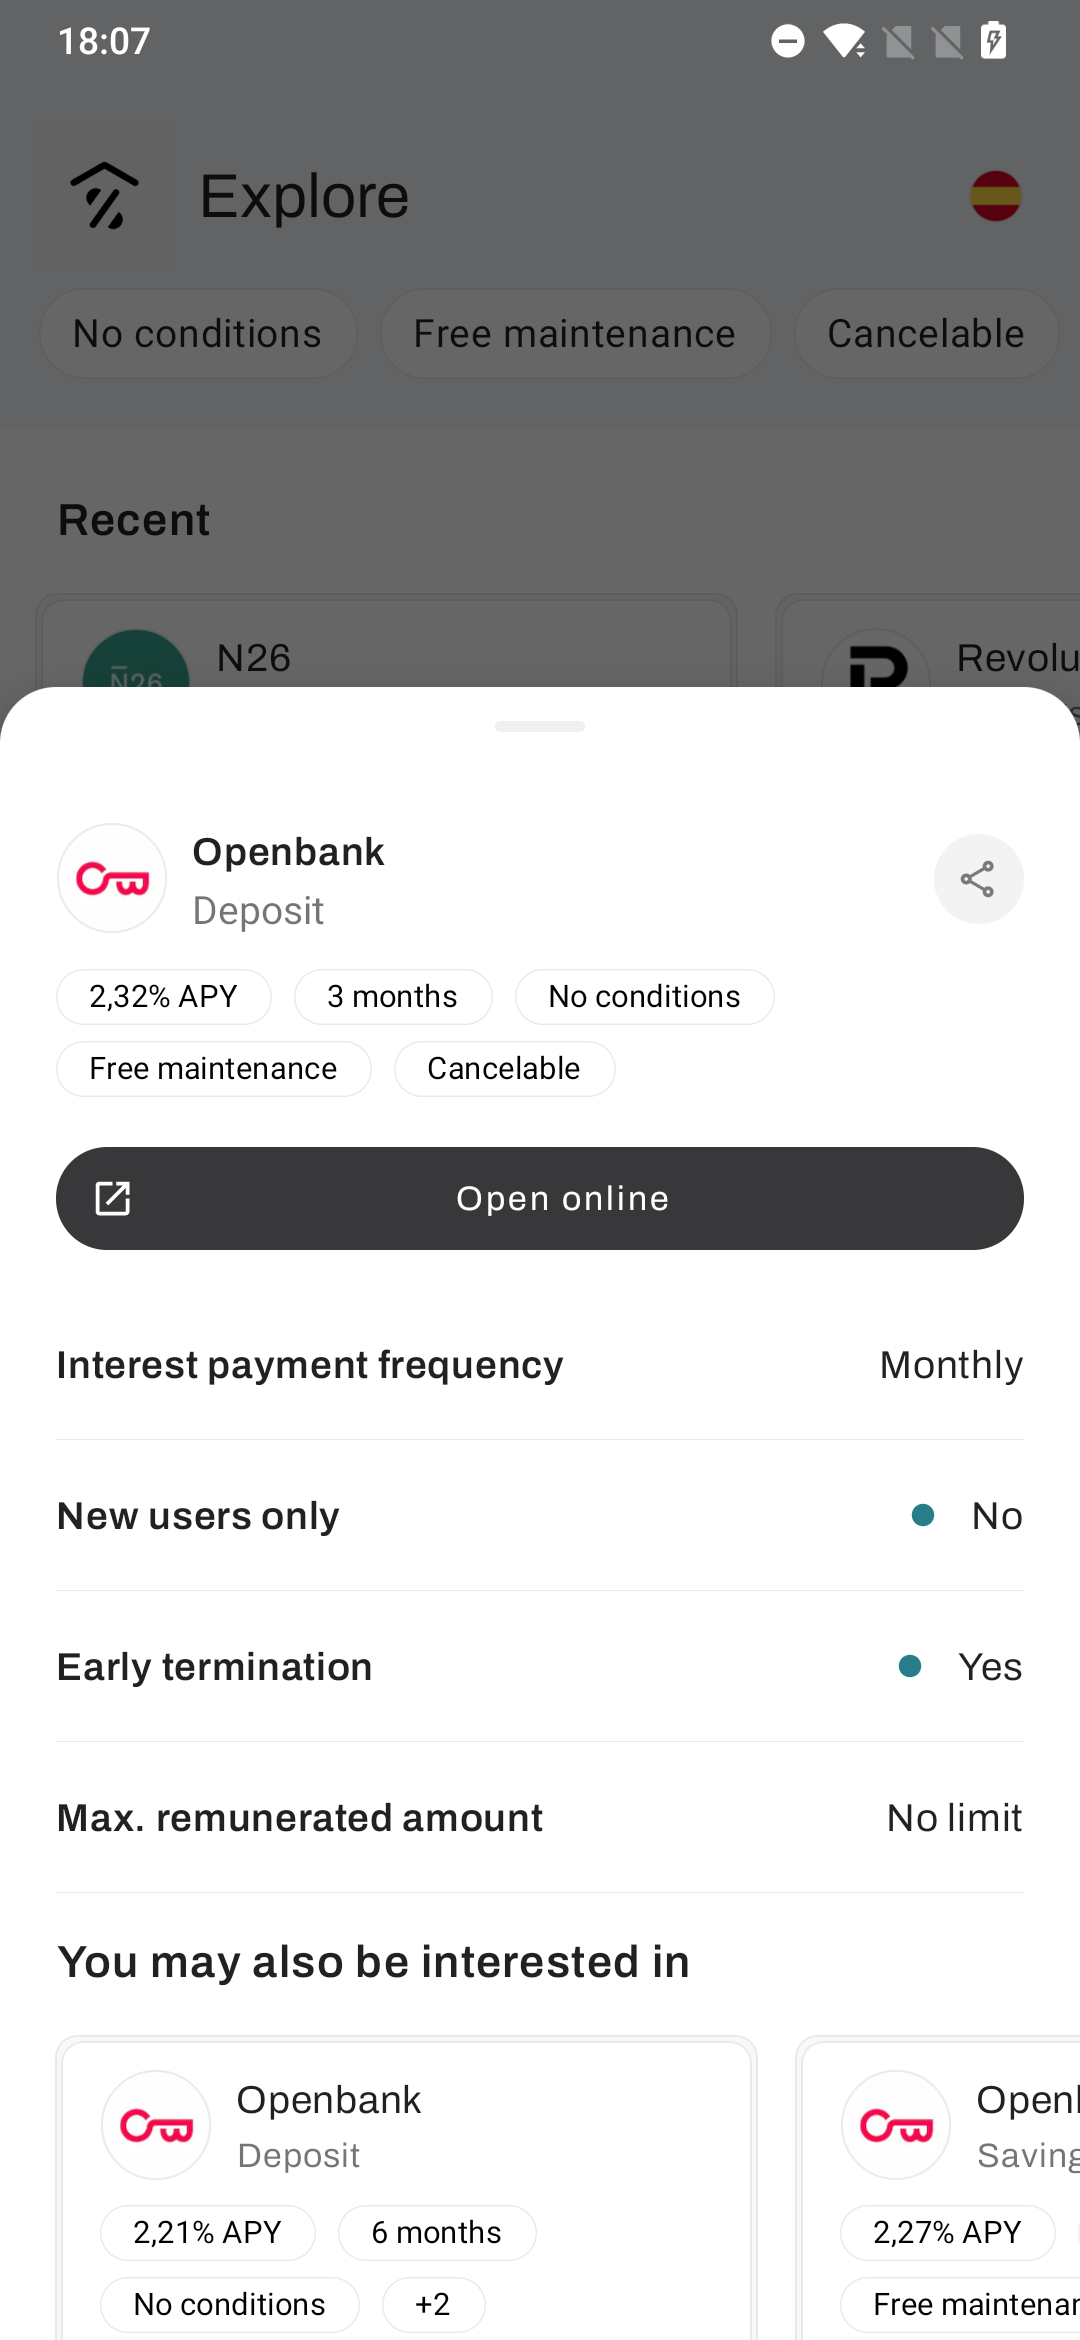 18:07
Explore
No conditions
Free maintenance
Cancelable
Recent
N26
N26
Revolu
Openbank
Deposit
2,32% APY
3 months
No conditions
Free maintenance
Cancelable
Open online
Interest payment frequency
Monthly
New users only
No
Early termination
Yes
Max. remunerated amount
No limit
You may also be interested in
Openbank
Deposit
2,21% APY
6 months
No conditions
+2
Open
Saving
2,27% APY
Free maintenan